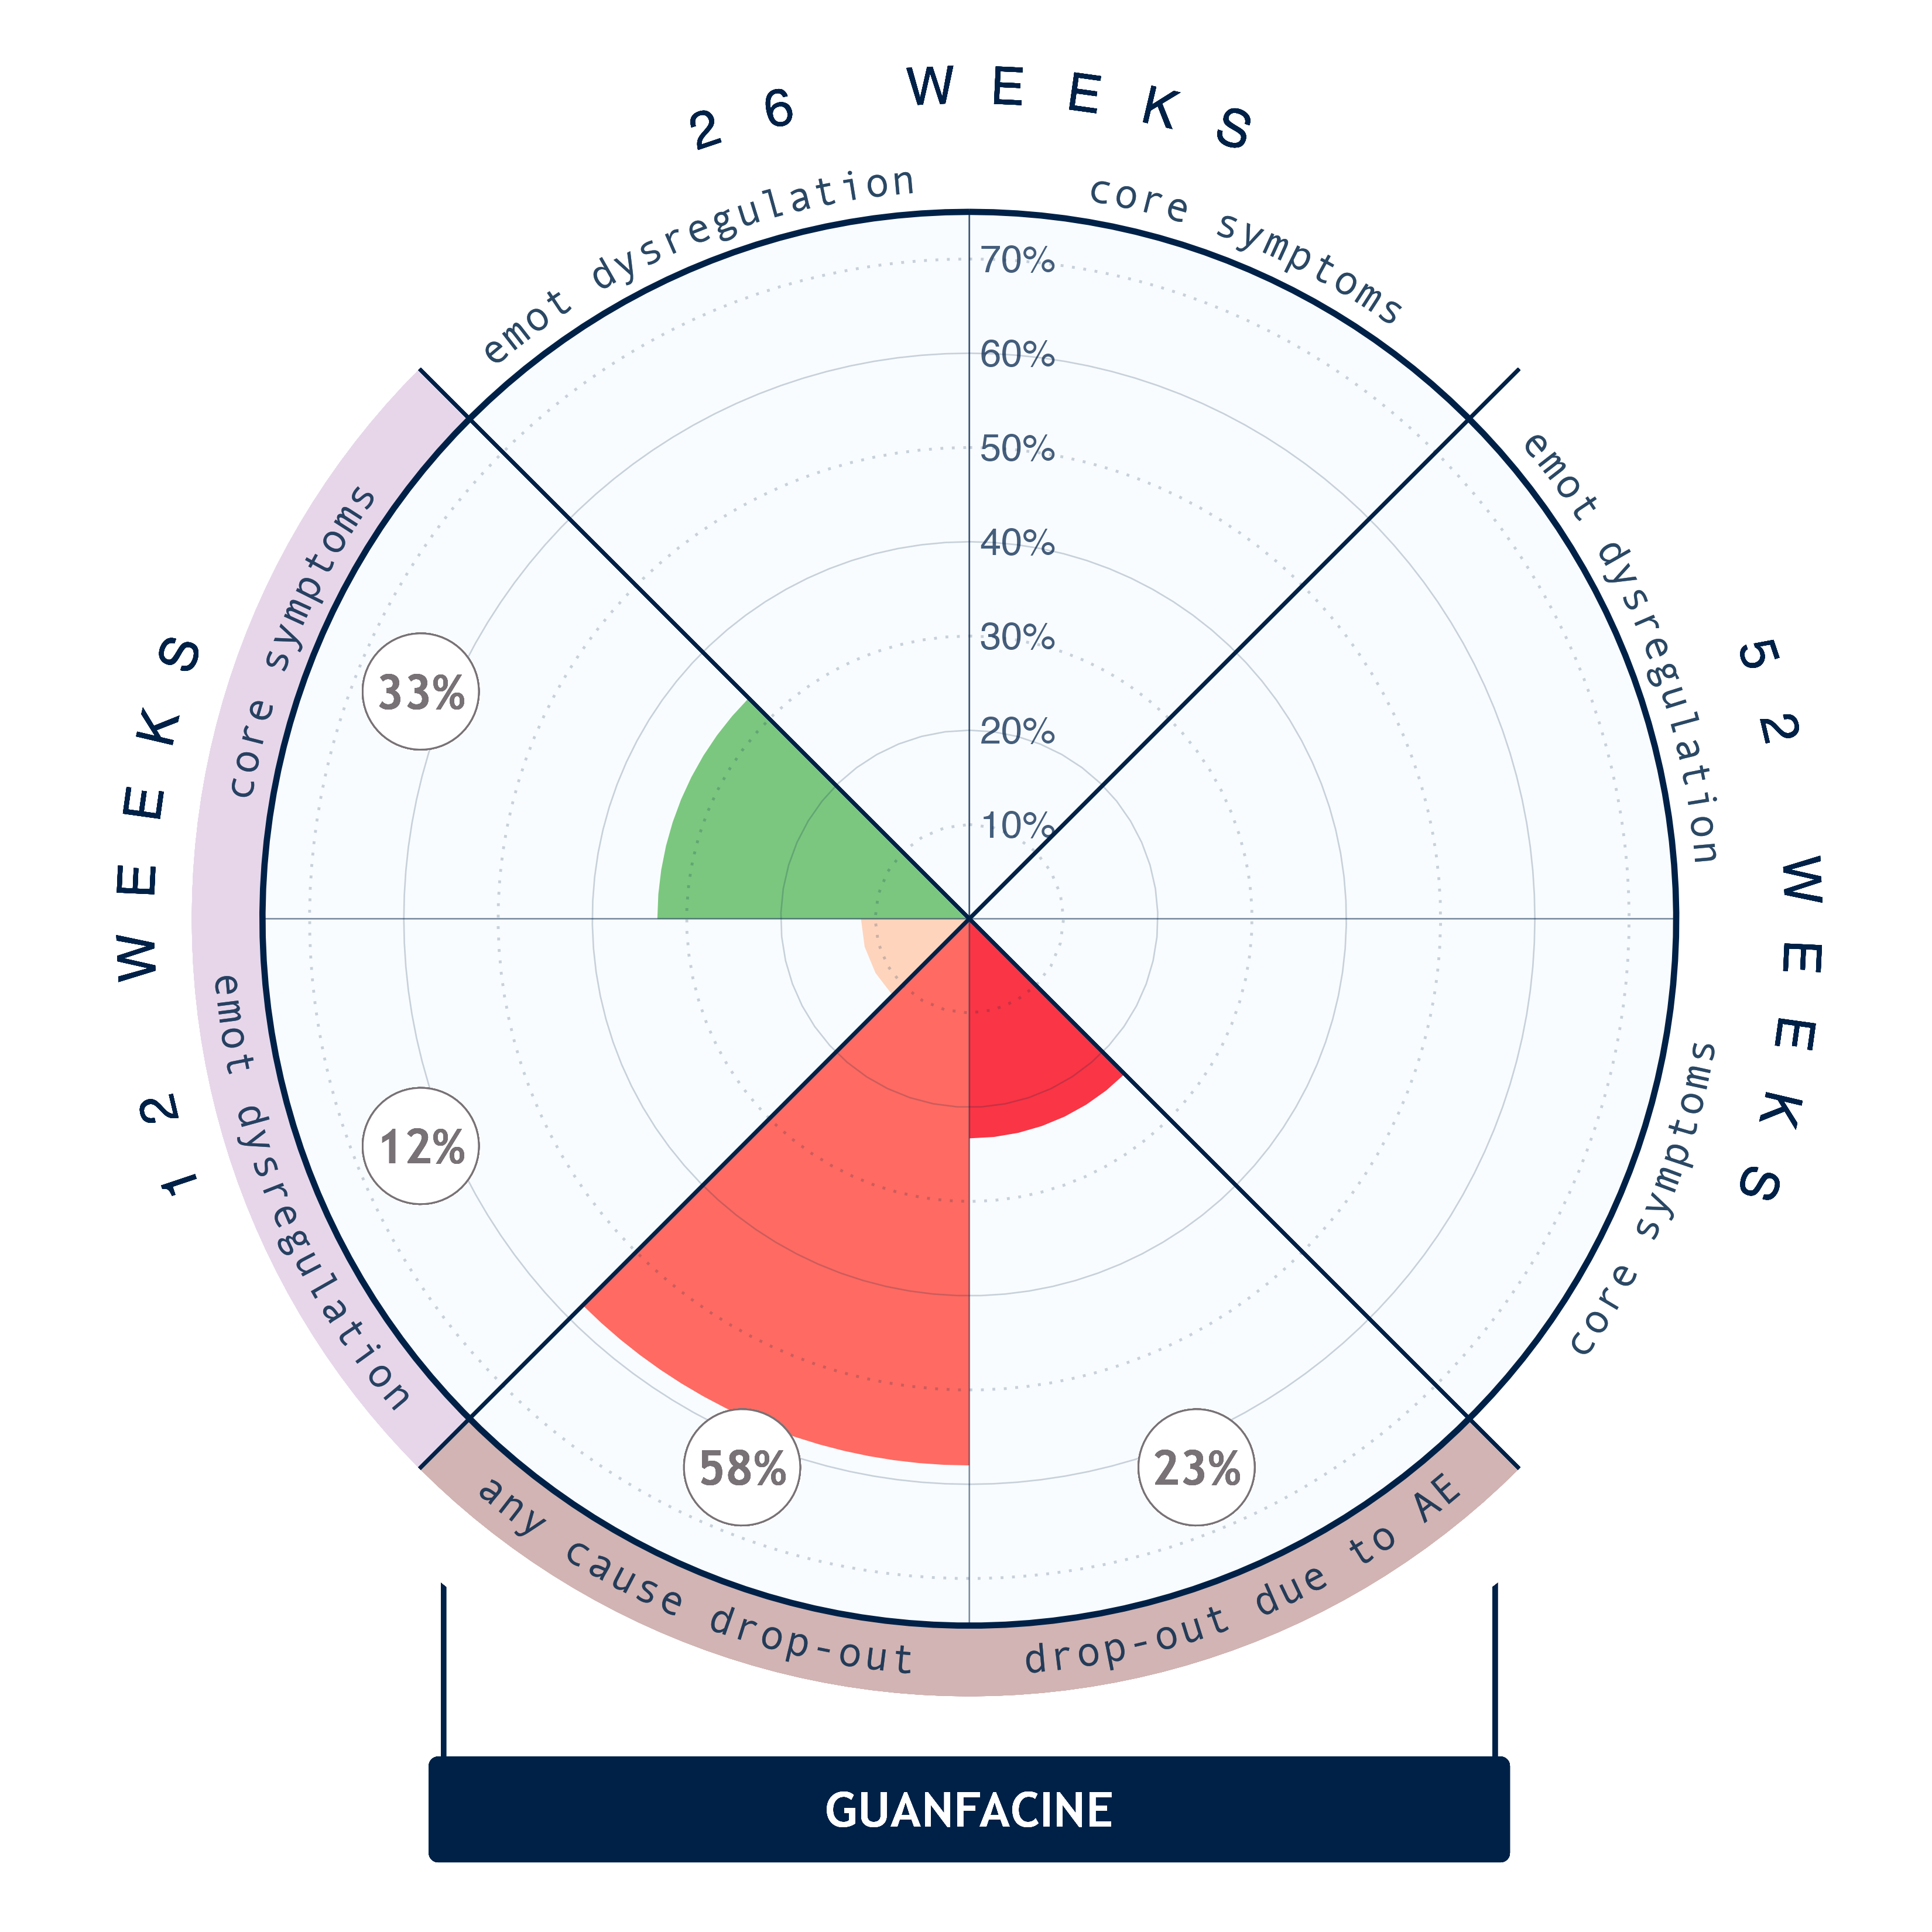 26 WEEKS
emot dysregulation
core symptoms
70%
60%
50%
40%
30%
20%
10%
52 WEEKS
emot dysregulation
core symptoms
12 WEEKS
core symptoms
emot dysregulation
33%
12%
58%
23%
any cause drop-out
drop-out due to AE
GUANFACINE